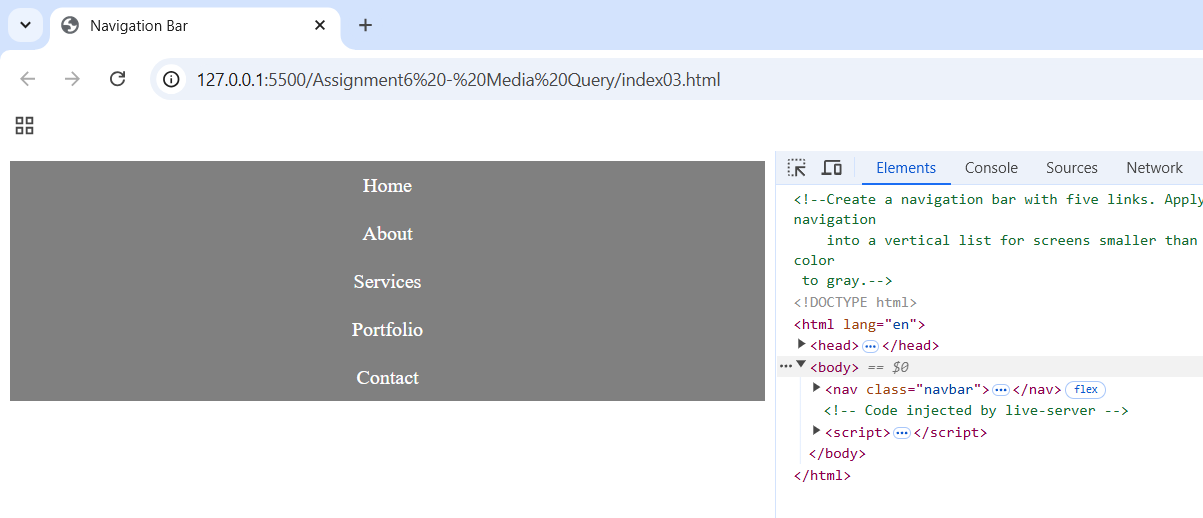 Navigation Bar
127.0.0.1:5500/Assignment6%20-%20Media%20Query/index03.html
Home
About
Services
Portfolio
Contact
Elements Console Sources Network
<!--Create a navigation bar with five links. Apply
navigation
into a vertical list for screens smaller than
color
to gray.-->
<!DOCTYPE html>
<html lang="en">
<head> ⋯ </head>
⋯ <body> == $0
<nav class="navbar"> ⋯ </nav> flex
<!-- Code injected by live-server -->
<script> ⋯ </script>
</body>
</html>